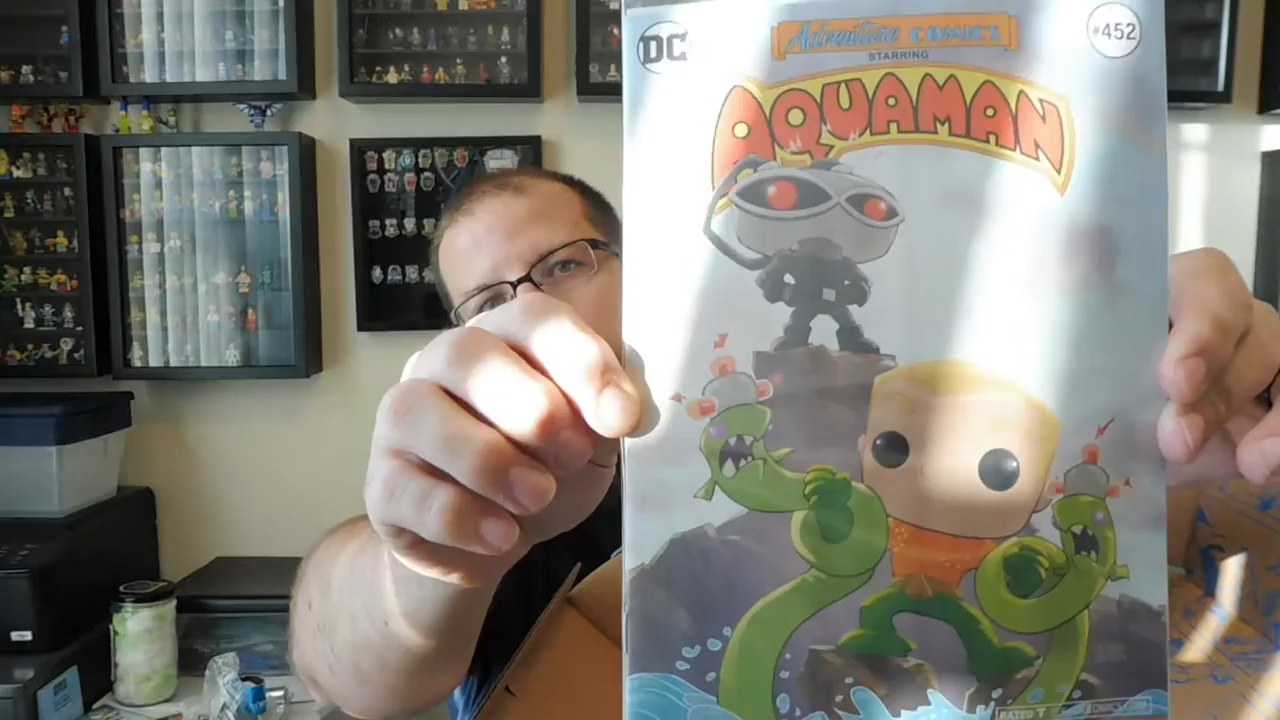 DC
Adventure COMICS
#452
STARRING
AQUAMAN
RATED T